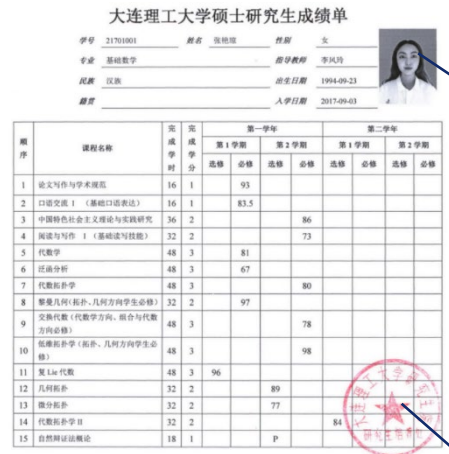 大连理工大学硕士研究生成绩单
学号 21701001 姓名 张艳琼 性别 女
专业 基础数学 指导教师 李风玲
民族 汉族 出生日期 1994-09-23
籍贯 入学日期 2017-09-03
顺序 课程名称 完成学时 完成学分 第一学年 第二学年
第1学期 第2学期 第1学期 第2学期
选修 必修 选修 必修 选修 必修 选修 必修
1 论文写作与学术规范 16 1 93
2 口语交流 I （基础口语表达） 16 1 83.5
3 中国特色社会主义理论与实践研究 36 2 86
4 阅读与写作 I （基础读写技能） 32 2 73
5 代数学 48 3 81
6 泛函分析 48 3 67
7 代数拓扑学 48 3 80
8 黎曼几何(拓扑、几何方向学生必修) 32 2 97
9 交换代数(代数学方向、组合与代数方向必修) 48 3 78
10 低维拓扑学(拓扑、几何方向学生必修) 48 3 98
11 复 Lie 代数 48 3 96
12 几何拓扑 32 2 89
13 微分拓扑 32 2 77
14 代数拓扑学 II 32 2 84
15 自然辩证法概论 18 1 P
大连理工大学研究生院